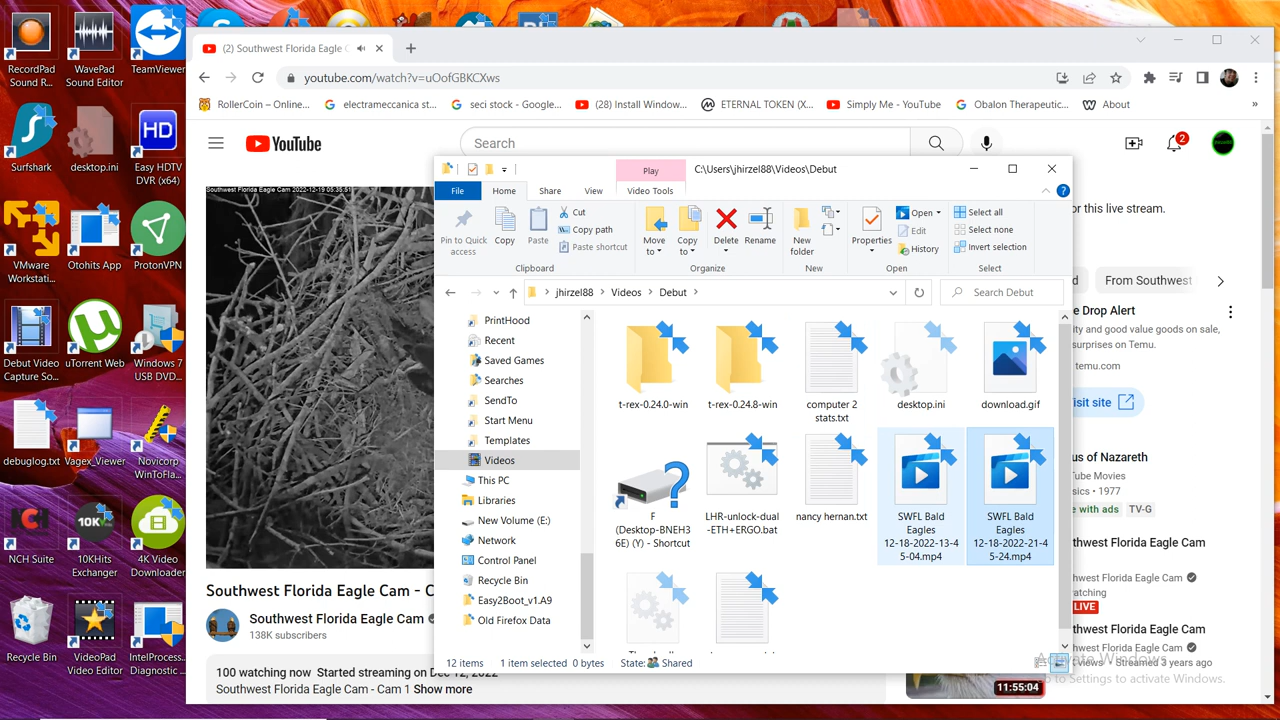 RecordPad
Sound R...
WavePad
Sound Editor
TeamViewer
Surfshark
desktop.ini
HD
Easy HDTV
DVR (x64)
VMware
Workstati...
Otohits App
ProtonVPN
Debut Video
Capture So...
uTorrent Web
Windows 7
USB DVD...
debuglog.txt
Vagex_Viewer
Novicorp
WinToFla...
NCH Suite
10K
10KHits
Exchanger
4K Video
Downloader
Recycle Bin
VideoPad
Video Editor
IntelProcess...
Diagnostic ...
(2) Southwest Florida Eagle C
youtube.com/watch?v=uOofGBKCXws
RollerCoin – Online...
electrameccanica st...
seci stock - Google...
(28) Install Window...
ETERNAL TOKEN (X...
Simply Me - YouTube
Obalon Therapeutic...
About
»
YouTube
Search
2
Southwest Florida Eagle Cam 2022-12-19 05:35:51
Play
C:\Users\jhirzel88\Videos\Debut
File
Home
Share
View
Video Tools
Pin to Quick
access
Copy
Paste
Cut
Copy path
Paste shortcut
Clipboard
Move
to
Copy
to
Delete
Rename
Organize
New
folder
New
Properties
Open
Edit
History
Open
Select all
Select none
Invert selection
Select
jhirzel88 > Videos > Debut >
Search Debut
PrintHood
Recent
Saved Games
Searches
SendTo
Start Menu
Templates
Videos
This PC
Libraries
New Volume (E:)
Network
Control Panel
Recycle Bin
Easy2Boot_v1.A9
Old Firefox Data
t-rex-0.24.0-win
t-rex-0.24.8-win
computer 2
stats.txt
desktop.ini
download.gif
F
(Desktop-BNEH3
6E) (Y) - Shortcut
LHR-unlock-dual
-ETH+ERGO.bat
nancy hernan.txt
SWFL Bald
Eagles
12-18-2022-13-4
5-04.mp4
SWFL Bald
Eagles
12-18-2022-21-4
5-24.mp4
12 items
1 item selected 0 bytes
State: Shared
or this live stream.
From Southwest
e Drop Alert
ity and good value goods on sale,
surprises on Temu.
temu.com
isit site
us of Nazareth
Tube Movies
sics • 1977
e with ads
TV-G
Southwest Florida Eagle Cam
Southwest Florida Eagle Cam
watching
LIVE
Southwest Florida Eagle Cam
Southwest Florida Eagle Cam
views • Streamed 3 years ago
11:55:04
Activate Windows
to Settings to activate Windows.
Southwest Florida Eagle Cam - C
Southwest Florida Eagle Cam
138K subscribers
100 watching now Started streaming on Dec 12, 2022
Southwest Florida Eagle Cam - Cam 1 Show more